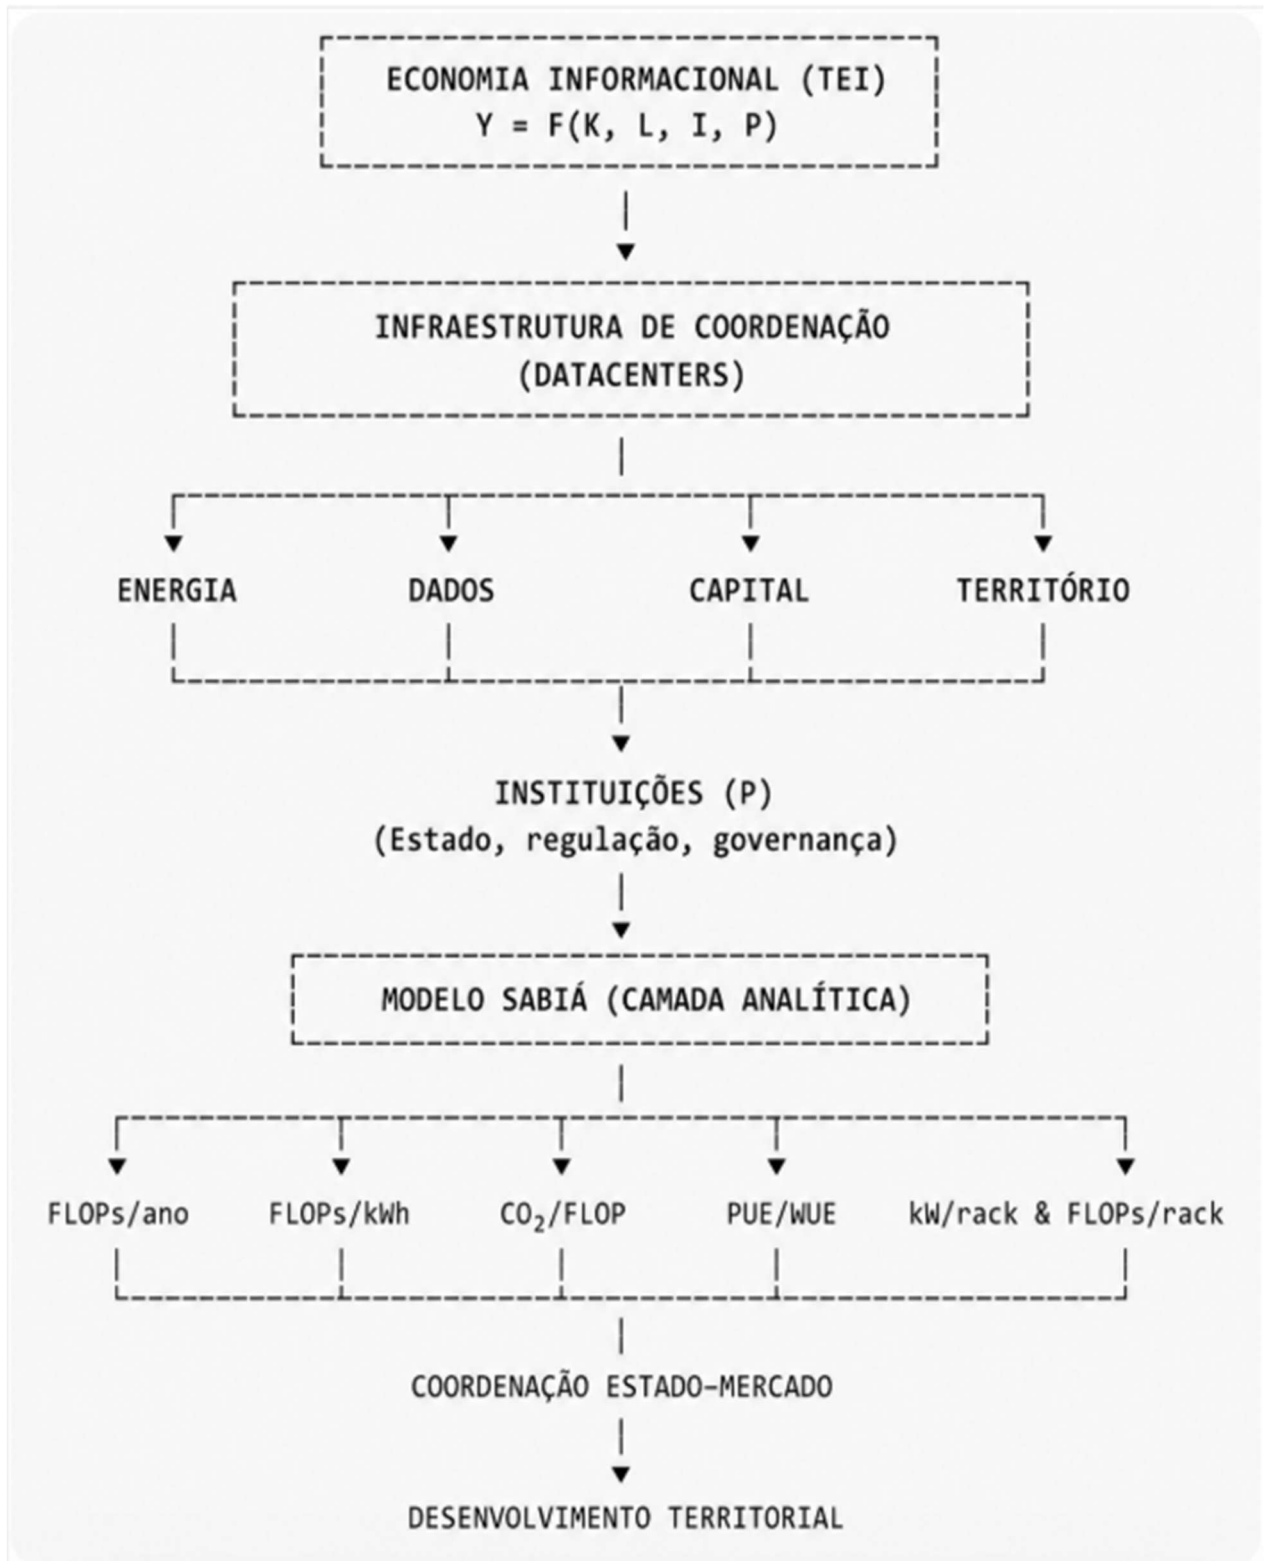 ECONOMIA INFORMACIONAL (TEI)
Y = F(K, L, I, P)
INFRAESTRUTURA DE COORDENAÇÃO
(DATACENTERS)
ENERGIA DADOS CAPITAL TERRITÓRIO
INSTITUIÇÕES (P)
(Estado, regulação, governança)
MODELO SABIÁ (CAMADA ANALÍTICA)
FLOPs/ano FLOPs/kWh CO₂/FLOP PUE/WUE kW/rack & FLOPs/rack
COORDENAÇÃO ESTADO–MERCADO
DESENVOLVIMENTO TERRITORIAL